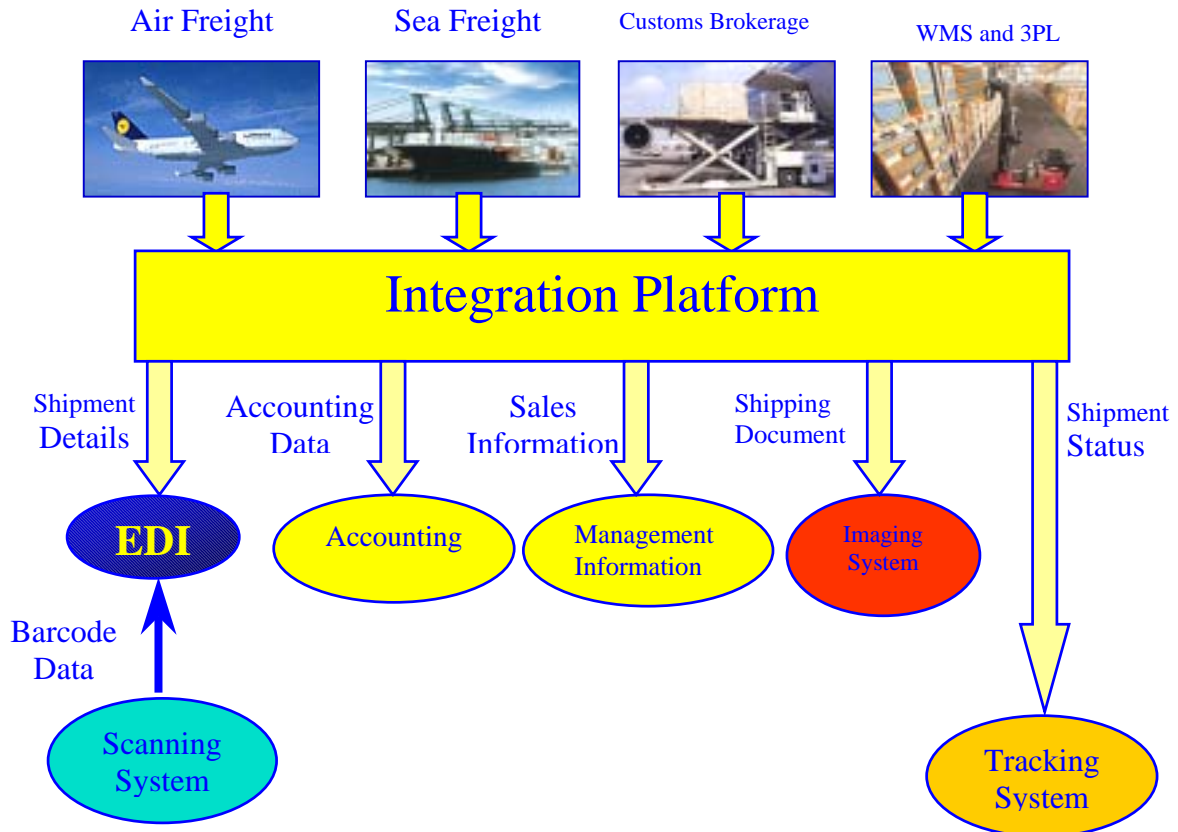 Air Freight
Sea Freight
Customs Brokerage
WMS and 3PL
Integration Platform
Shipment
Details
Accounting
Data
Sales
Information
Shipping
Document
Shipment
Status
EDI
Accounting
Management
Information
Imaging
System
Barcode
Data
Scanning
System
Tracking
System